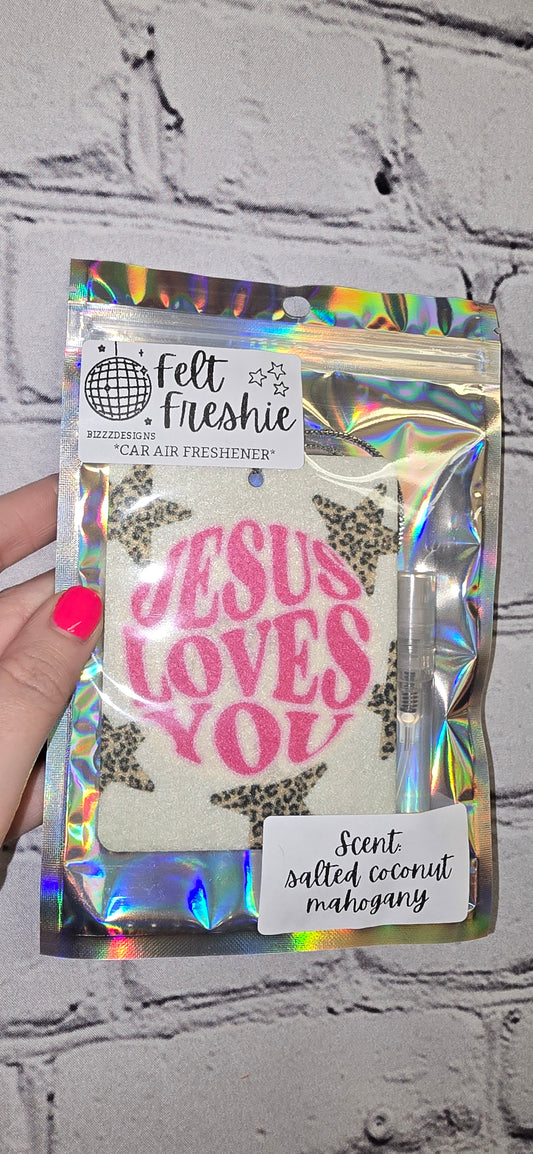 Felt
Freshie
BIZZZDESIGNS
*CAR AIR FRESHENER*
JESUS
LOVES
YOU
Scent:
salted coconut
mahogany